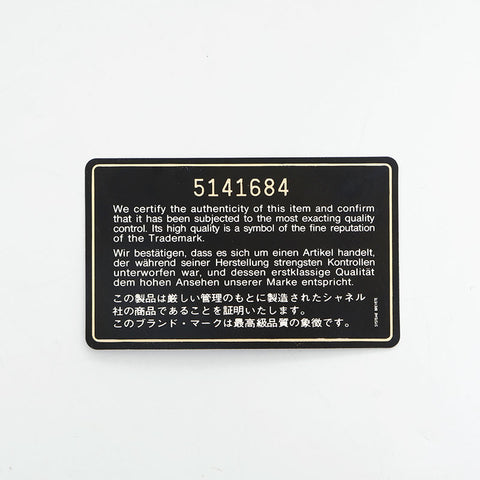 5141684
We certify the authenticity of this item and confirm
that it has been subjected to the most exacting quality
control. Its high quality is a symbol of the fine reputation
of the Trademark.
Wir bestätigen, dass es sich um einen Artikel handelt,
der während seiner Herstellung strengsten Kontrollen
unterworfen war, und dessen erstklassige Qualität
dem hohen Ansehen unserer Marke entspricht.
この製品は厳しい管理のもとに製造されたシャネル
社の商品であることを証明いたします。
このブランド・マークは最高級品質の象徴です。